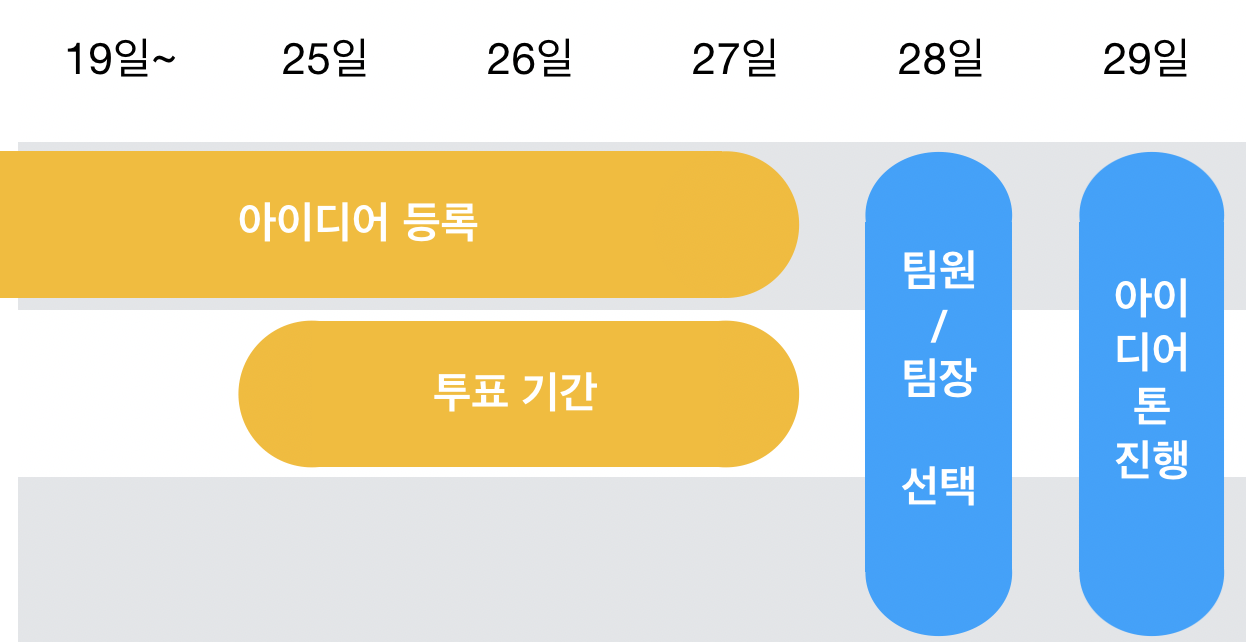 19일~ 25일 26일 27일 28일 29일
아이디어 등록
투표 기간
팀원
/
팀장
선택
아이
디어
톤
진행